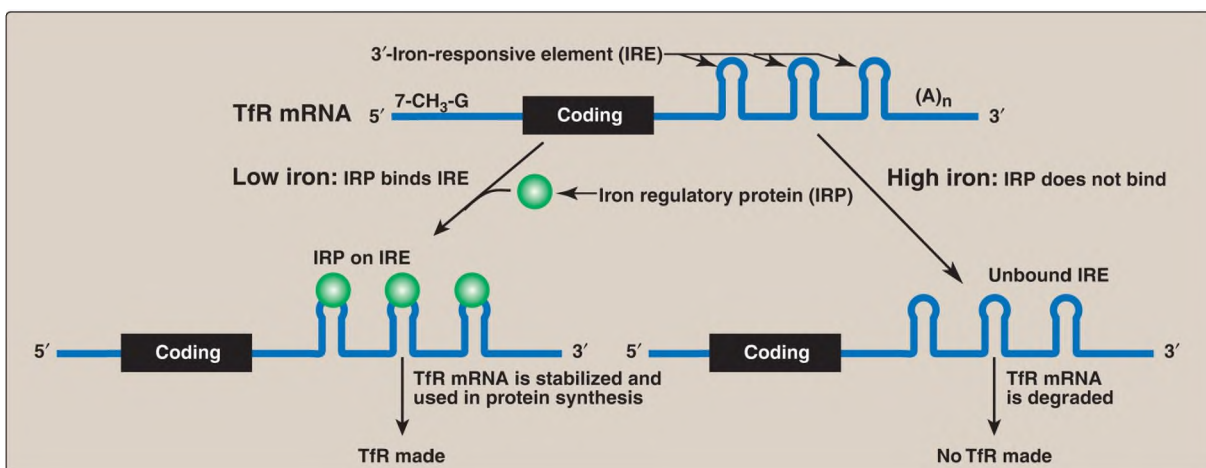 3′-Iron-responsive element (IRE)
TfR mRNA 5′ 7-CH₃-G Coding (A)ₙ 3′
Low iron: IRP binds IRE
High iron: IRP does not bind
Iron regulatory protein (IRP)
IRP on IRE
Unbound IRE
5′ Coding 3′
5′ Coding 3′
TfR mRNA is stabilized and
used in protein synthesis
TfR mRNA
is degraded
TfR made
No TfR made